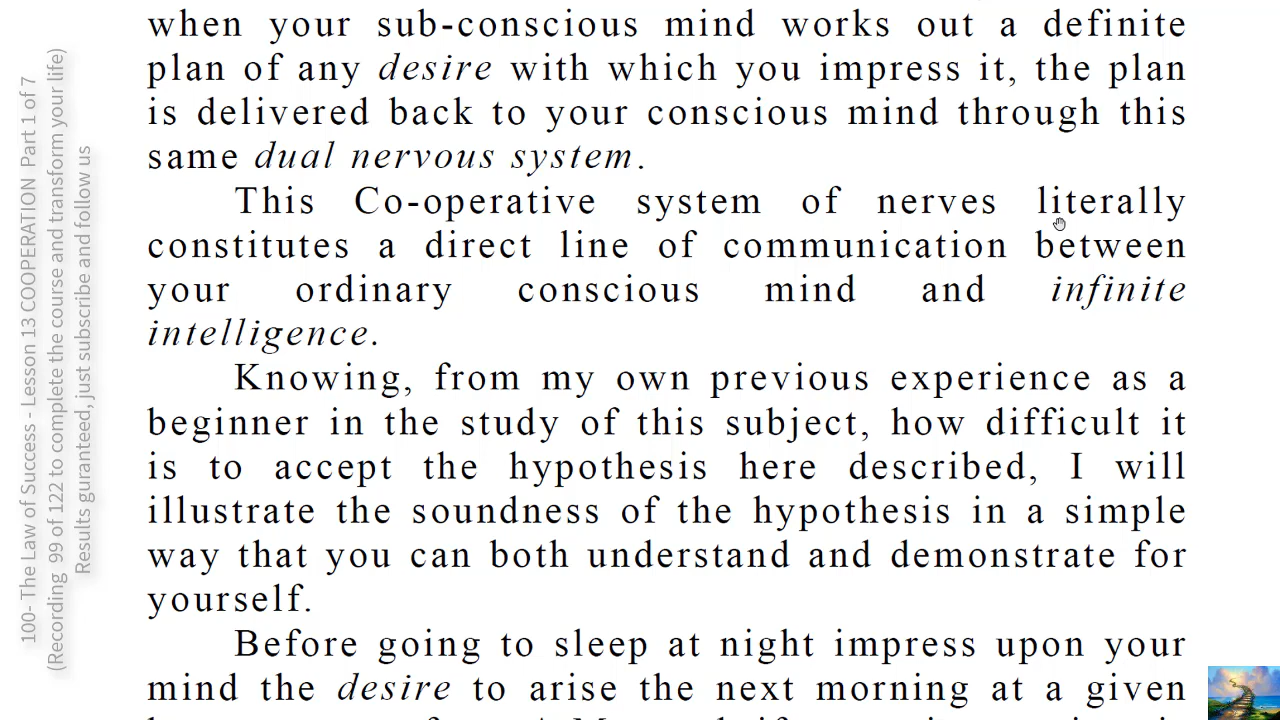 when your sub-conscious mind works out a definite
plan of any desire with which you impress it, the plan
is delivered back to your conscious mind through this
same dual nervous system.
This Co-operative system of nerves literally
constitutes a direct line of communication between
your ordinary conscious mind and infinite
intelligence.
Knowing, from my own previous experience as a
beginner in the study of this subject, how difficult it
is to accept the hypothesis here described, I will
illustrate the soundness of the hypothesis in a simple
way that you can both understand and demonstrate for
yourself.
Before going to sleep at night impress upon your
mind the desire to arise the next morning at a given
100- The Law of Success - Lesson 13 COOPERATION Part 1 of 7
(Recording 99 of 122 to complete the course and transform your life)
Results guranteed, just subscribe and follow us